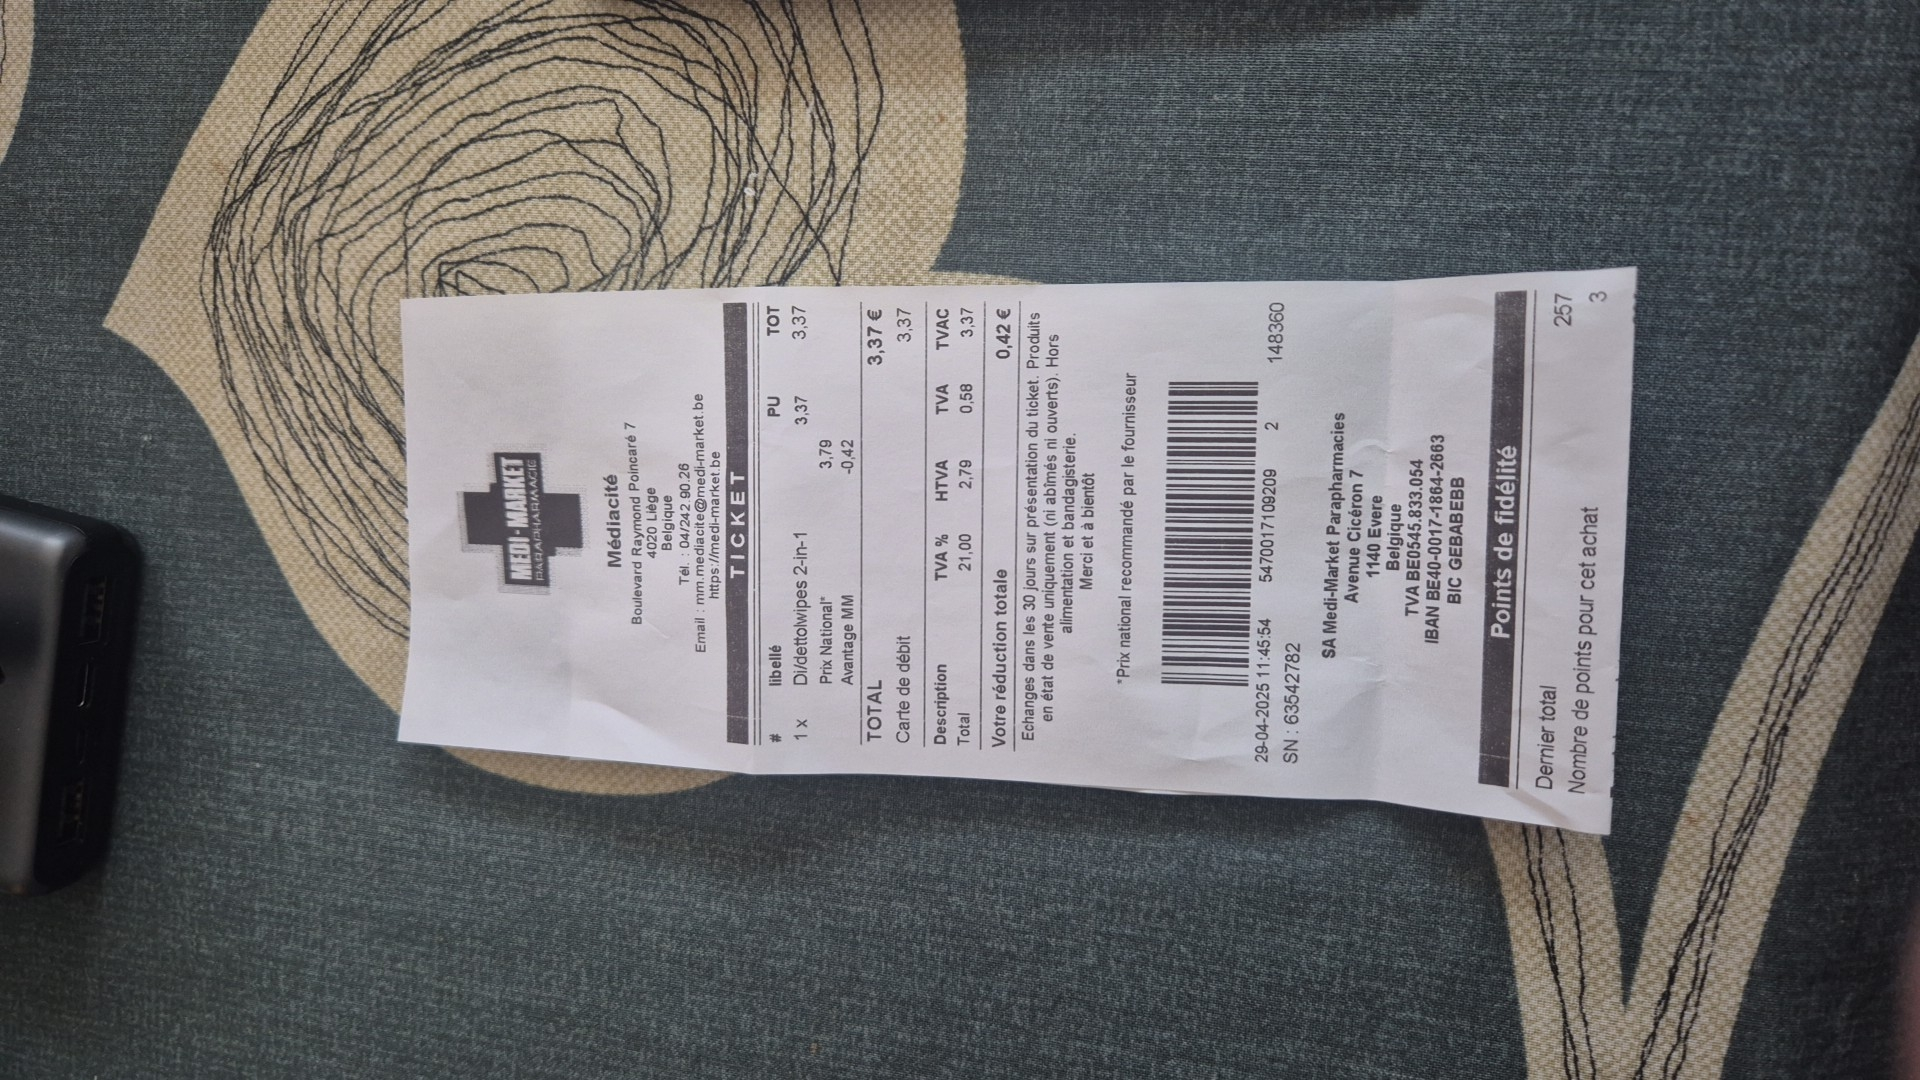 MEDI-MARKET
PARAPHARMACIE
Médiacité
Boulevard Raymond Poincaré 7
4020 Liège
Belgique
Tél. : 04/242.90.26
Email : mm.mediacite@medi-market.be
https://medi-market.be
TICKET
# libellé PU TOT
1 x DI/dettolwipes 2-in-1 3,37 3,37
Prix National* 3,79
Avantage MM -0,42
TOTAL 3,37 €
Carte de débit 3,37
Description TVA % HTVA TVA TVAC
Total 21,00 2,79 0,58 3,37
Votre réduction totale 0,42 €
Echanges dans les 30 jours sur présentation du ticket. Produits
en état de vente uniquement (ni abîmés ni ouverts). Hors
alimentation et bandagisterie.
Merci et à bientôt
*Prix national recommandé par le fournisseur
29-04-2025 11:45:54 5470017109209 2 148360
SN : 63542782
SA Medi-Market Parapharmacies
Avenue Cicéron 7
1140 Evere
Belgique
TVA BE0545.833.054
IBAN BE40-0017-1864-2663
BIC GEBABEBB
Points de fidélité
Dernier total 257
Nombre de points pour cet achat 3